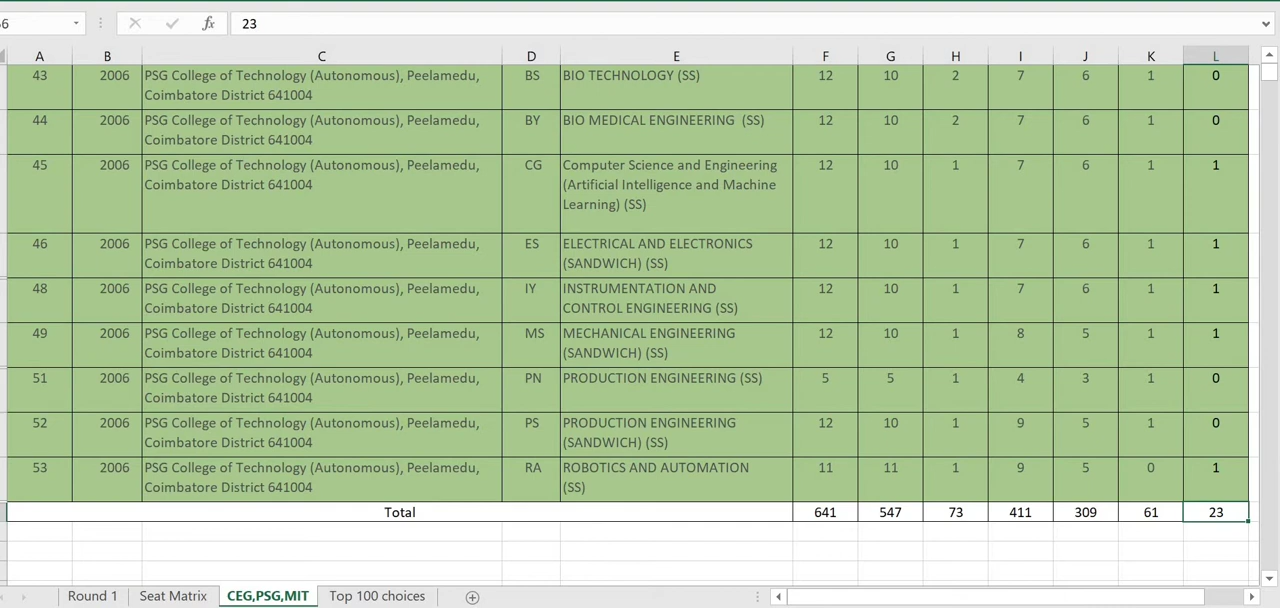 6 fx 23
A B C D E F G H I J K L
43 2006 PSG College of Technology (Autonomous), Peelamedu, BS BIO TECHNOLOGY (SS) 12 10 2 7 6 1 0
Coimbatore District 641004
44 2006 PSG College of Technology (Autonomous), Peelamedu, BY BIO MEDICAL ENGINEERING (SS) 12 10 2 7 6 1 0
Coimbatore District 641004
45 2006 PSG College of Technology (Autonomous), Peelamedu, CG Computer Science and Engineering 12 10 1 7 6 1 1
Coimbatore District 641004 (Artificial Intelligence and Machine
Learning) (SS)
46 2006 PSG College of Technology (Autonomous), Peelamedu, ES ELECTRICAL AND ELECTRONICS 12 10 1 7 6 1 1
Coimbatore District 641004 (SANDWICH) (SS)
48 2006 PSG College of Technology (Autonomous), Peelamedu, IY INSTRUMENTATION AND 12 10 1 7 6 1 1
Coimbatore District 641004 CONTROL ENGINEERING (SS)
49 2006 PSG College of Technology (Autonomous), Peelamedu, MS MECHANICAL ENGINEERING 12 10 1 8 5 1 1
Coimbatore District 641004 (SANDWICH) (SS)
51 2006 PSG College of Technology (Autonomous), Peelamedu, PN PRODUCTION ENGINEERING (SS) 5 5 1 4 3 1 0
Coimbatore District 641004
52 2006 PSG College of Technology (Autonomous), Peelamedu, PS PRODUCTION ENGINEERING 12 10 1 9 5 1 0
Coimbatore District 641004 (SANDWICH) (SS)
53 2006 PSG College of Technology (Autonomous), Peelamedu, RA ROBOTICS AND AUTOMATION 11 11 1 9 5 0 1
Coimbatore District 641004 (SS)
Total 641 547 73 411 309 61 23
Round 1 Seat Matrix CEG,PSG,MIT Top 100 choices